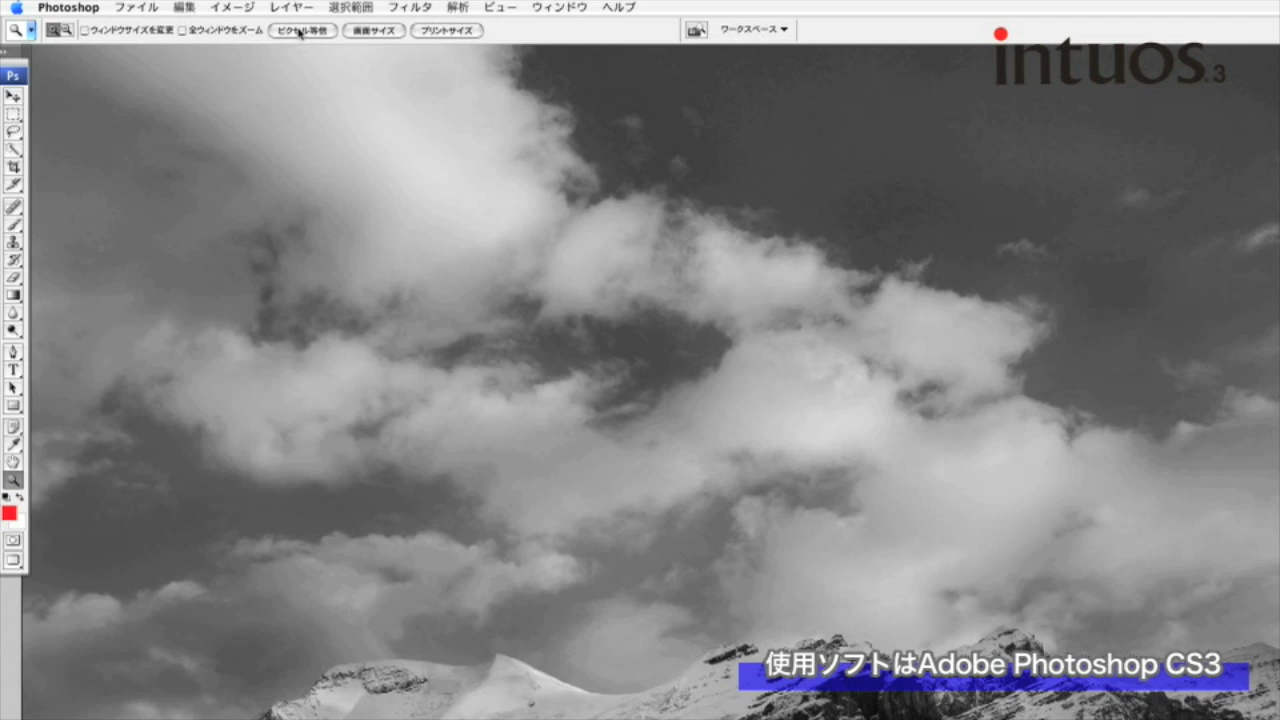 Photoshop ファイル 編集 イメージ レイヤー 選択範囲 フィルタ 解析 ビュー ウィンドウ ヘルプ
ウィンドウサイズを変更 全ウィンドウをズーム ピクセル等倍 画面サイズ プリントサイズ ワークスペース
intuos.3
Ps
T
使用ソフトはAdobe Photoshop CS3